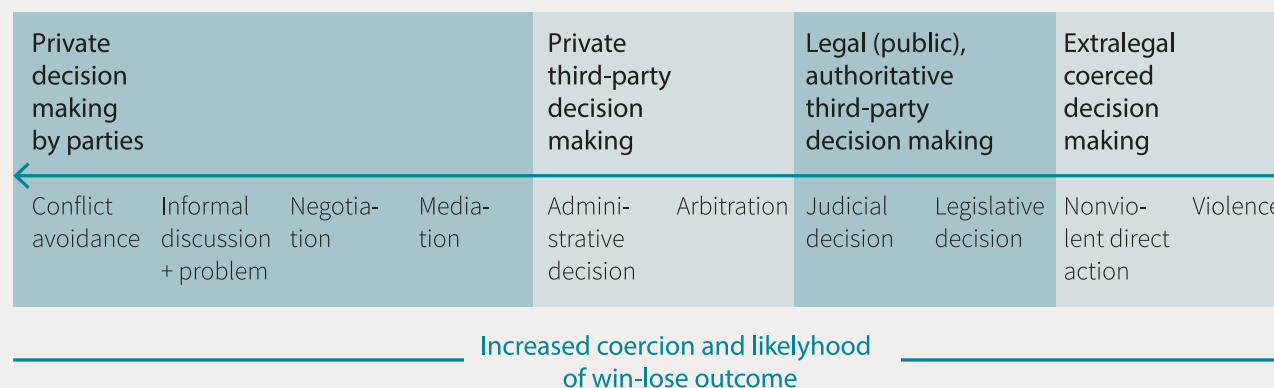 Private
decision
making
by parties
Private
third-party
decision
making
Legal (public),
authoritative
third-party
decision making
Extralegal
coerced
decision
making
Conflict
avoidance
Informal
discussion
+ problem
Negotia-
tion
Media-
tion
Admini-
strative
decision
Arbitration
Judicial
decision
Legislative
decision
Nonvio-
lent direct
action
Violence
Increased coercion and likelyhood
of win-lose outcome